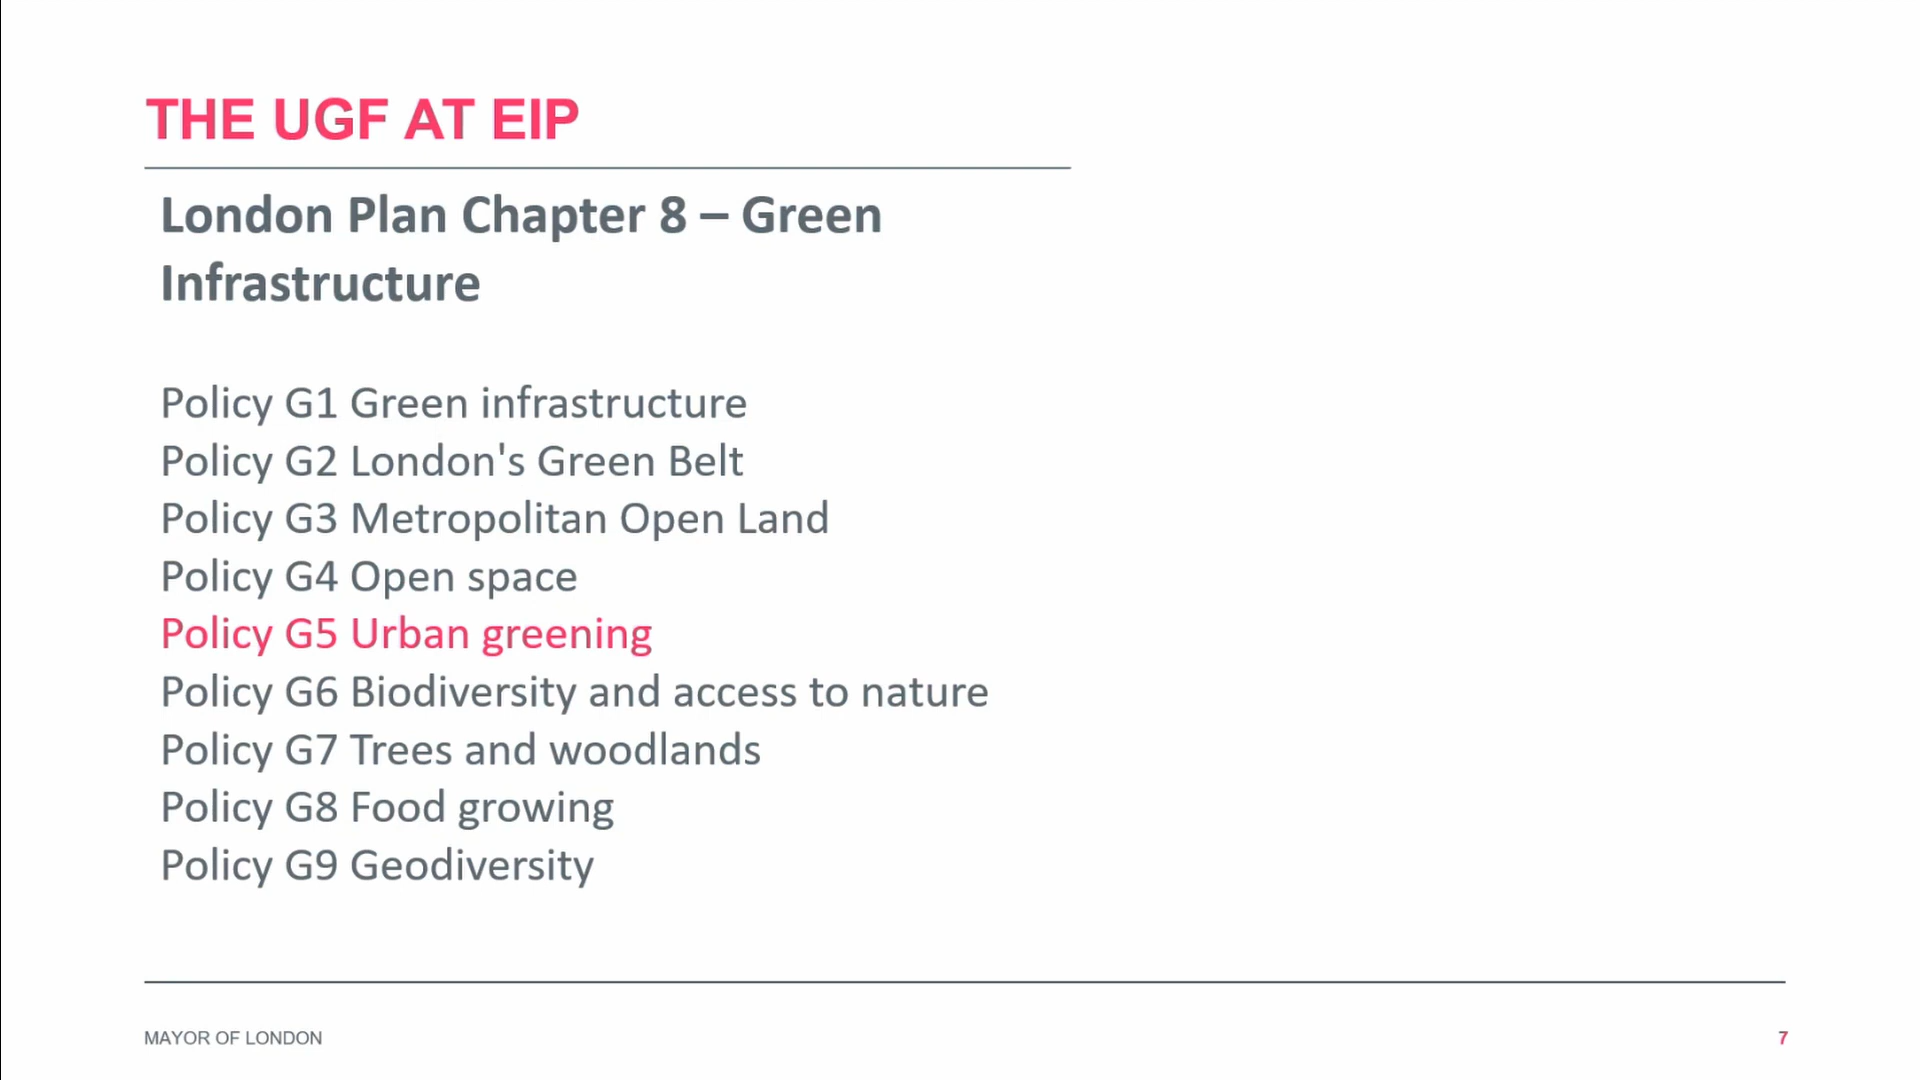 THE UGF AT EIP
London Plan Chapter 8 – Green
Infrastructure
Policy G1 Green infrastructure
Policy G2 London's Green Belt
Policy G3 Metropolitan Open Land
Policy G4 Open space
Policy G5 Urban greening
Policy G6 Biodiversity and access to nature
Policy G7 Trees and woodlands
Policy G8 Food growing
Policy G9 Geodiversity
MAYOR OF LONDON
7